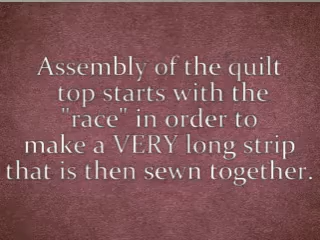 Assembly of the quilt
top starts with the
"race" in order to
make a VERY long strip
that is then sewn together.